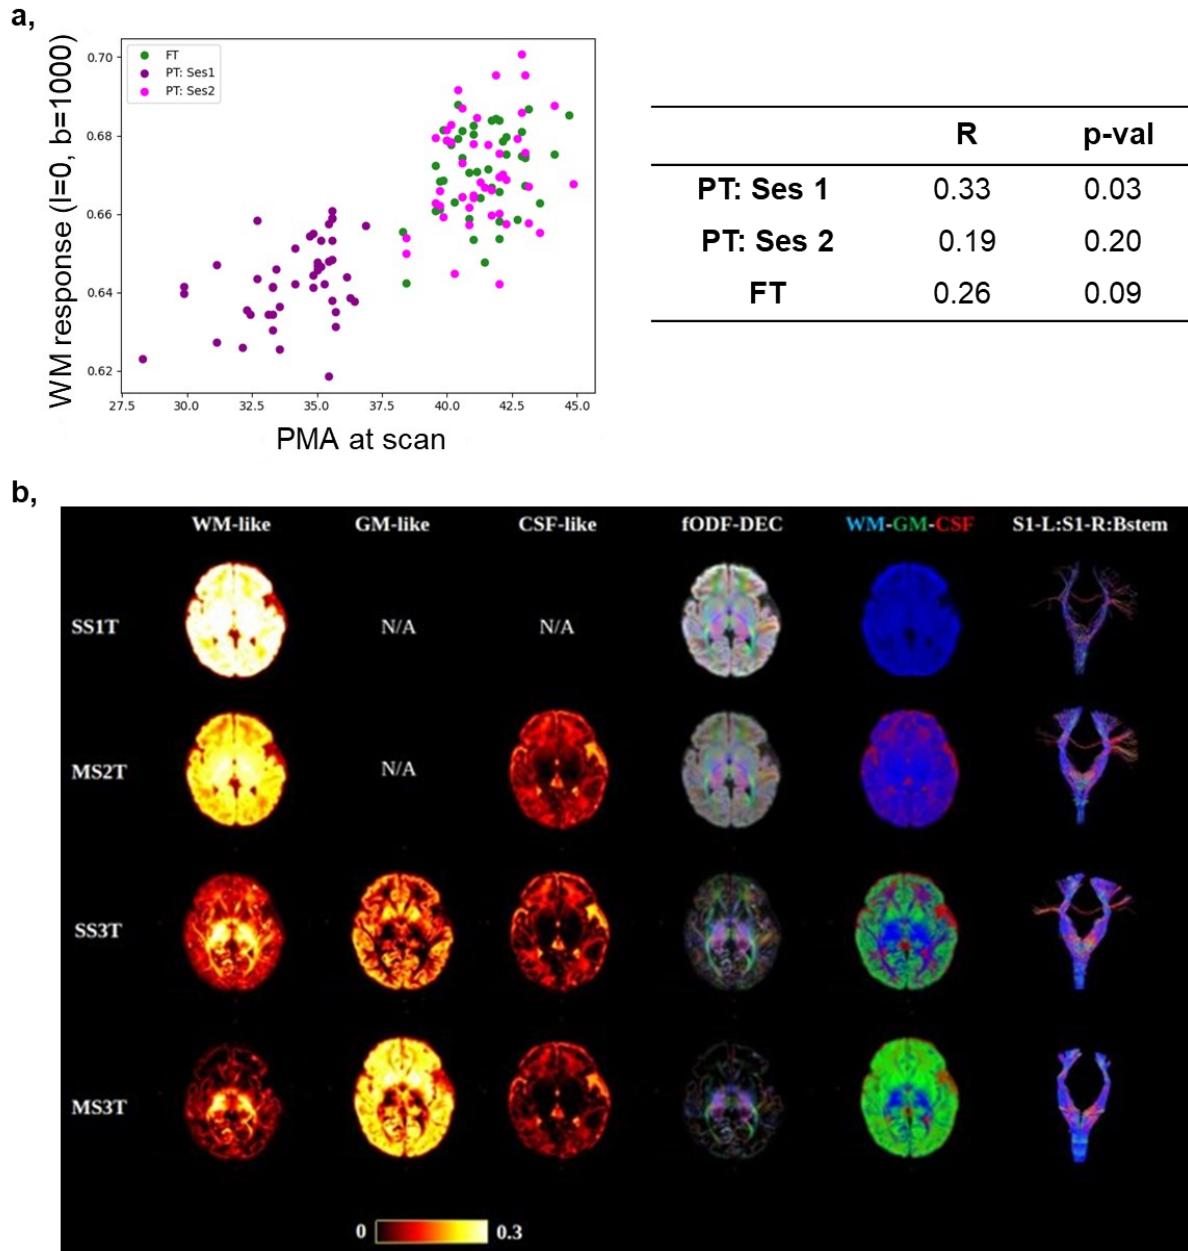 a,
WM response (l=0, b=1000)
0.70
0.68
0.66
0.64
0.62
FT
PT: Ses1
PT: Ses2
27.5 30.0 32.5 35.0 37.5 40.0 42.5 45.0
PMA at scan
R p-val
PT: Ses 1 0.33 0.03
PT: Ses 2 0.19 0.20
FT 0.26 0.09
b,
WM-like GM-like CSF-like fODF-DEC WM-GM-CSF S1-L:S1-R:Bstem
SS1T N/A N/A
MS2T N/A
SS3T
MS3T
0 0.3